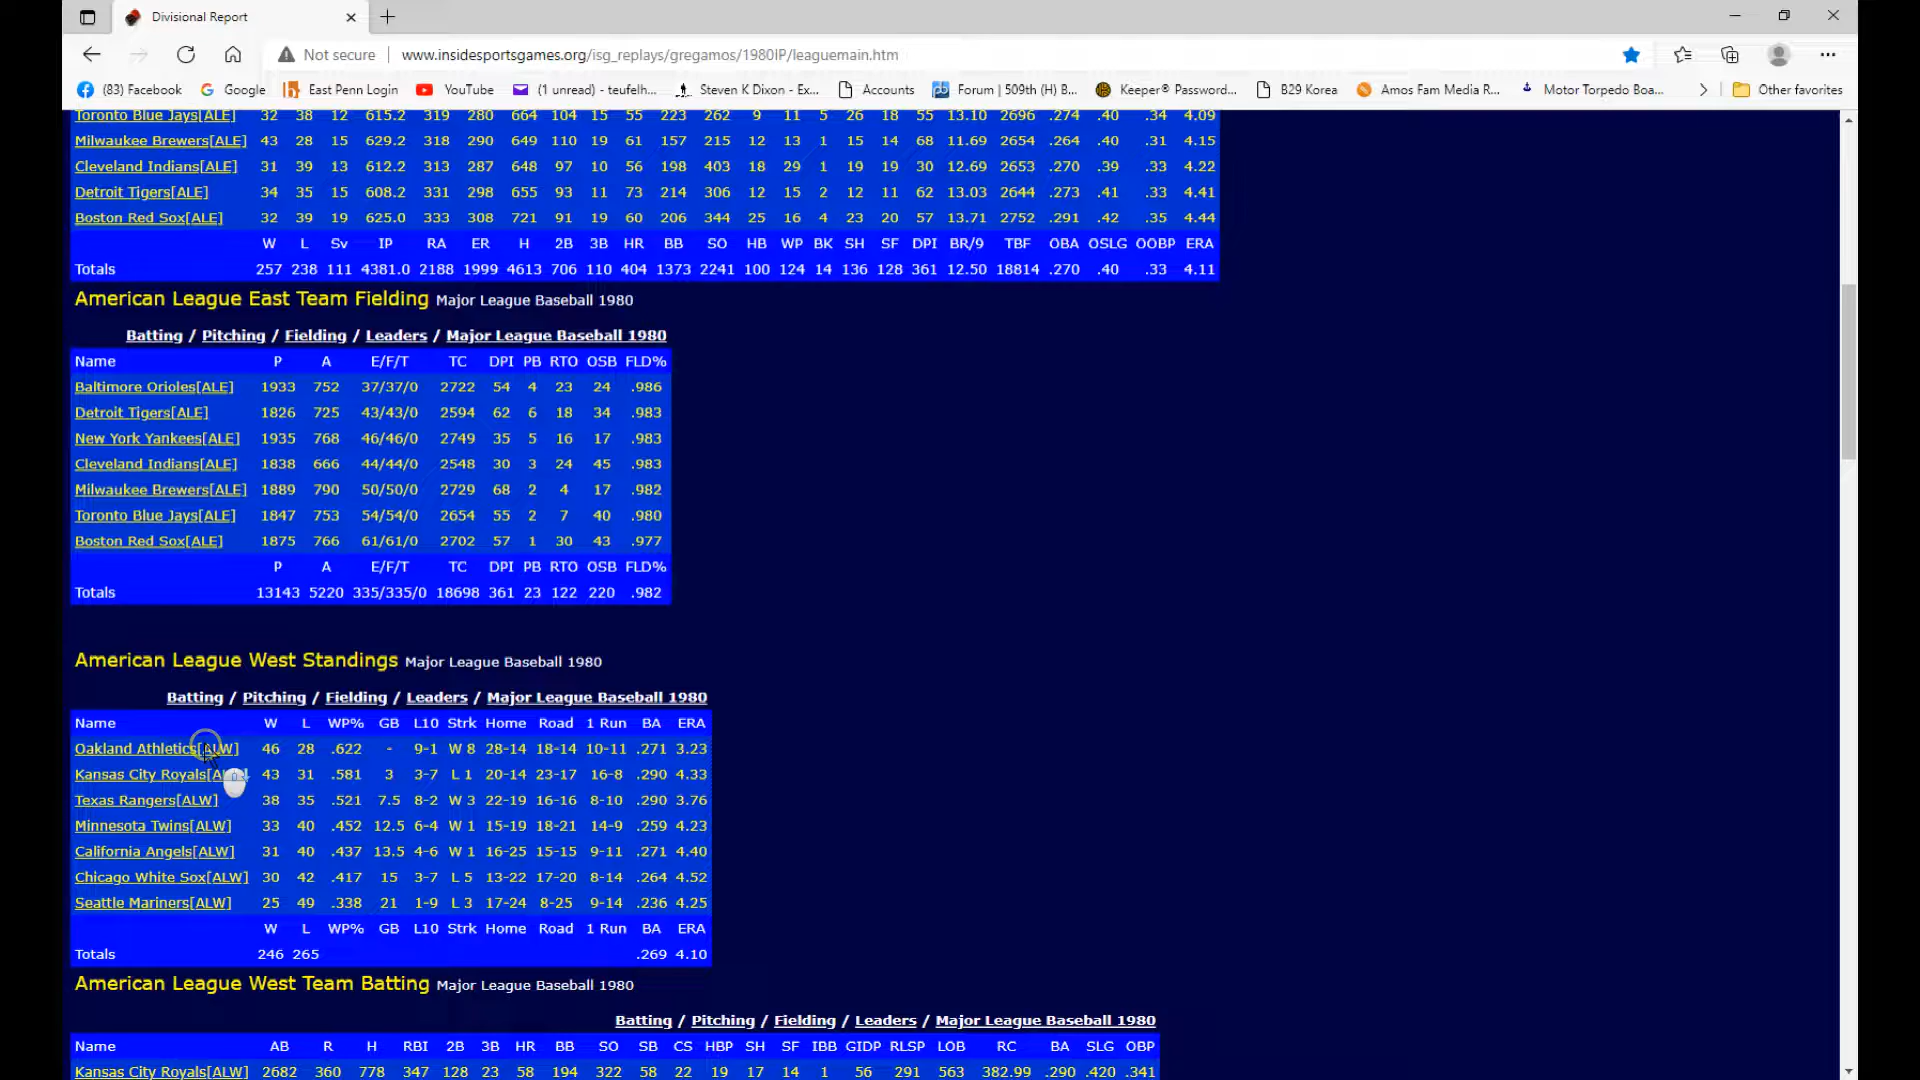 Divisional Report
Not secure www.insidesportsgames.org/isg_replays/gregamos/1980IP/leaguemain.htm
(83) Facebook Google East Penn Login YouTube (1 unread) - teufelh... Steven K Dixon - Ex... Accounts Forum | 509th (H) B... Keeper® Password... B29 Korea Amos Fam Media R... Motor Torpedo Boa... Other favorites
Toronto Blue Jays[ALE] 32 38 12 615.2 319 280 664 104 15 55 223 262 9 11 5 26 18 55 13.10 2696 .274 .40 .34 4.09
Milwaukee Brewers[ALE] 43 28 15 629.2 318 290 649 110 19 61 157 215 12 13 1 15 14 68 11.69 2654 .264 .40 .31 4.15
Cleveland Indians[ALE] 31 39 13 612.2 313 287 648 97 10 56 198 403 18 29 1 19 19 30 12.69 2653 .270 .39 .33 4.22
Detroit Tigers[ALE] 34 35 15 608.2 331 298 655 93 11 73 214 306 12 15 2 12 11 62 13.03 2644 .273 .41 .33 4.41
Boston Red Sox[ALE] 32 39 19 625.0 333 308 721 91 19 60 206 344 25 16 4 23 20 57 13.71 2752 .291 .42 .35 4.44
W L Sv IP RA ER H 2B 3B HR BB SO HB WP BK SH SF DPI BR/9 TBF OBA OSLG OOBP ERA
Totals 257 238 111 4381.0 2188 1999 4613 706 110 404 1373 2241 100 124 14 136 128 361 12.50 18814 .270 .40 .33 4.11
American League East Team Fielding Major League Baseball 1980
Batting / Pitching / Fielding / Leaders / Major League Baseball 1980
Name P A E/F/T TC DPI PB RTO OSB FLD%
Baltimore Orioles[ALE] 1933 752 37/37/0 2722 54 4 23 24 .986
Detroit Tigers[ALE] 1826 725 43/43/0 2594 62 6 18 34 .983
New York Yankees[ALE] 1935 768 46/46/0 2749 35 5 16 17 .983
Cleveland Indians[ALE] 1838 666 44/44/0 2548 30 3 24 45 .983
Milwaukee Brewers[ALE] 1889 790 50/50/0 2729 68 2 4 17 .982
Toronto Blue Jays[ALE] 1847 753 54/54/0 2654 55 2 7 40 .980
Boston Red Sox[ALE] 1875 766 61/61/0 2702 57 1 30 43 .977
P A E/F/T TC DPI PB RTO OSB FLD%
Totals 13143 5220 335/335/0 18698 361 23 122 220 .982
American League West Standings Major League Baseball 1980
Batting / Pitching / Fielding / Leaders / Major League Baseball 1980
Name W L WP% GB L10 Strk Home Road 1 Run BA ERA
Oakland Athletics[ALW] 46 28 .622 - 9-1 W 8 28-14 18-14 10-11 .271 3.23
Kansas City Royals[ALW] 43 31 .581 3 3-7 L 1 20-14 23-17 16-8 .290 4.33
Texas Rangers[ALW] 38 35 .521 7.5 8-2 W 3 22-19 16-16 8-10 .290 3.76
Minnesota Twins[ALW] 33 40 .452 12.5 6-4 W 1 15-19 18-21 14-9 .259 4.23
California Angels[ALW] 31 40 .437 13.5 4-6 W 1 16-25 15-15 9-11 .271 4.40
Chicago White Sox[ALW] 30 42 .417 15 3-7 L 5 13-22 17-20 8-14 .264 4.52
Seattle Mariners[ALW] 25 49 .338 21 1-9 L 3 17-24 8-25 9-14 .236 4.25
W L WP% GB L10 Strk Home Road 1 Run BA ERA
Totals 246 265 .269 4.10
American League West Team Batting Major League Baseball 1980
Batting / Pitching / Fielding / Leaders / Major League Baseball 1980
Name AB R H RBI 2B 3B HR BB SO SB CS HBP SH SF IBB GIDP RLSP LOB RC BA SLG OBP
Kansas City Royals[ALW] 2682 360 778 347 128 23 58 194 322 58 22 19 17 14 1 56 291 563 382.99 .290 .420 .341